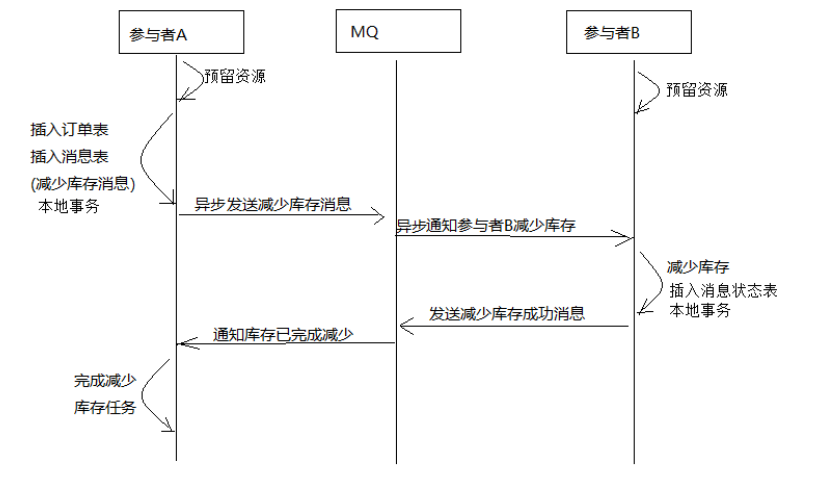 参与者A
MQ
参与者B
预留资源
预留资源
插入订单表
插入消息表
(减少库存消息)
本地事务
异步发送减少库存消息
异步通知参与者B减少库存
减少库存
插入消息状态表
本地事务
发送减少库存成功消息
通知库存已完成减少
完成减少
库存任务